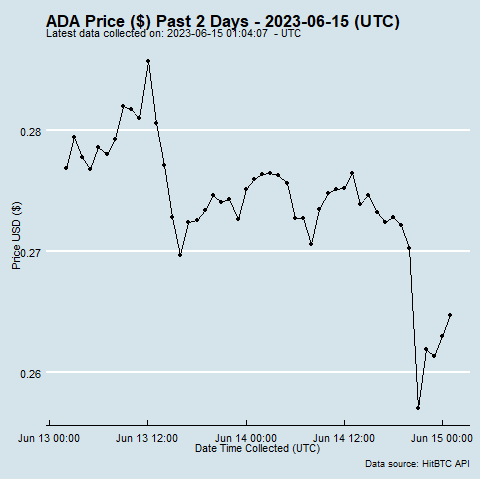 ADA Price ($) Past 2 Days - 2023-06-15 (UTC)
Latest data collected on: 2023-06-15 01:04:07  - UTC
Price USD ($)
0.28
0.27
0.26
Jun 13 00:00 Jun 13 12:00 Jun 14 00:00 Jun 14 12:00 Jun 15 00:00
Date Time Collected (UTC)
Data source: HitBTC API